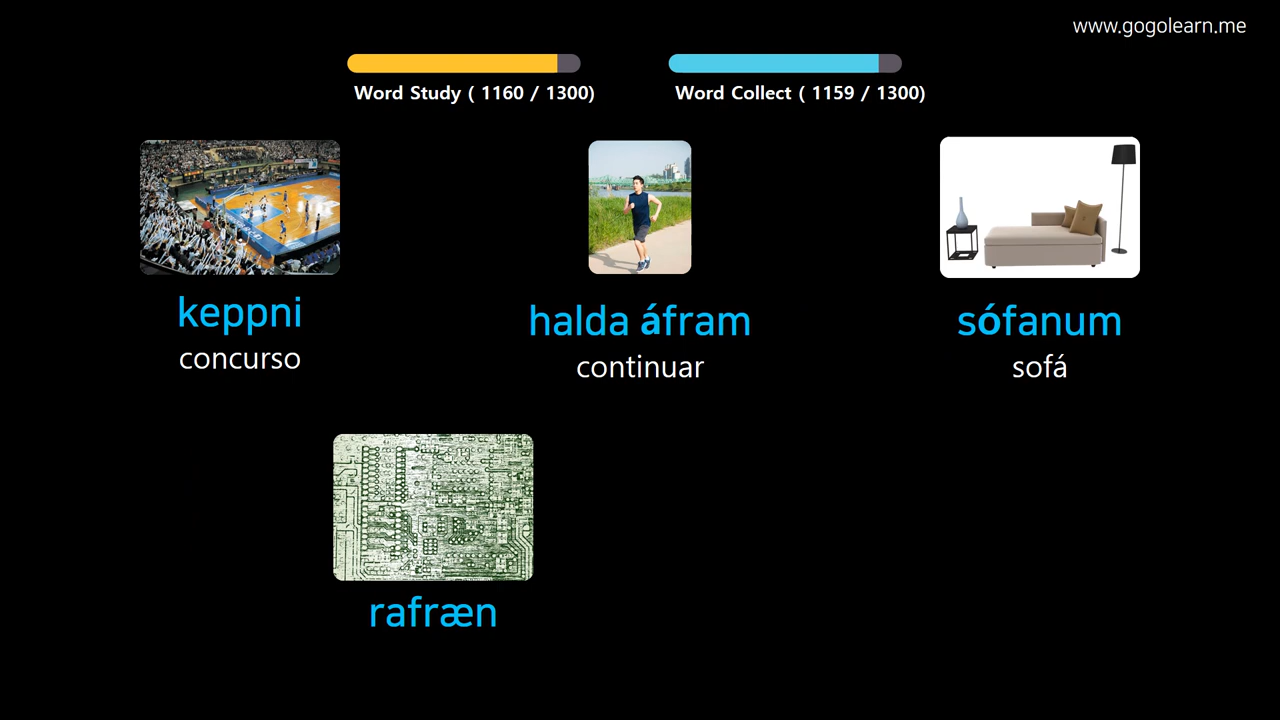 www.gogolearn.me
Word Study ( 1160 / 1300)
Word Collect ( 1159 / 1300)
keppni
concurso
halda áfram
continuar
sófanum
sofá
rafræn